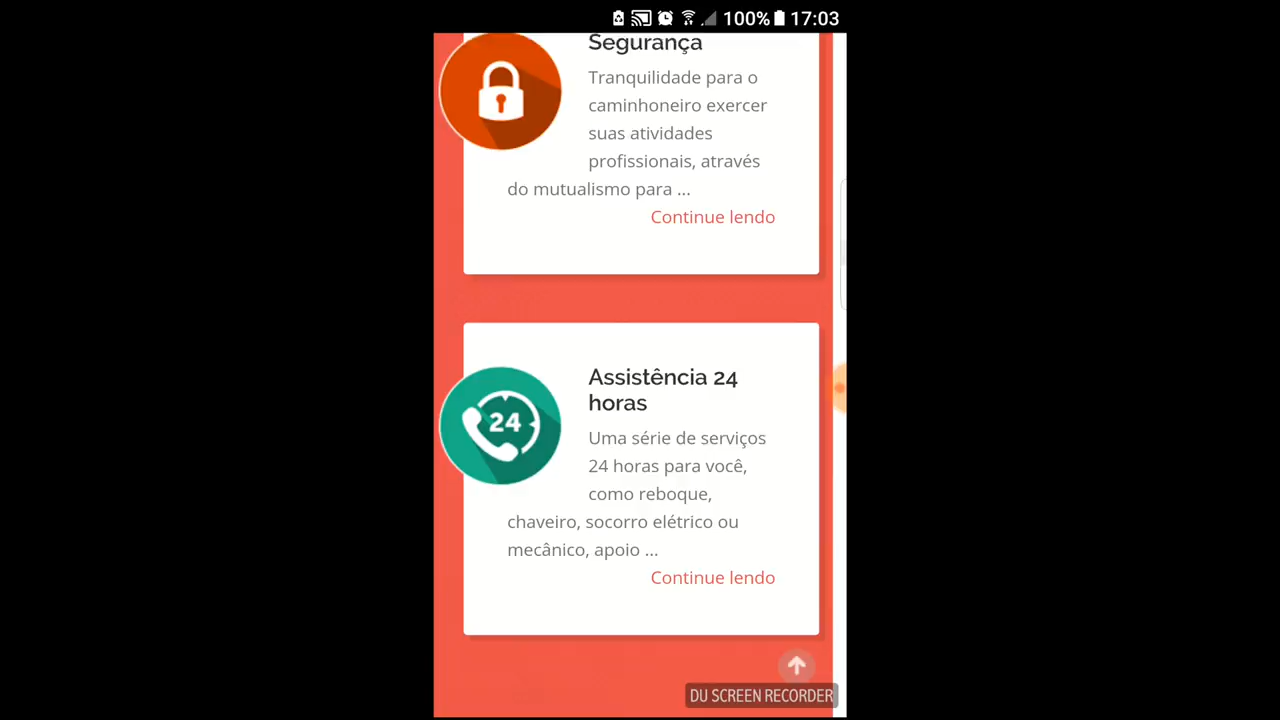 100% 17:03
Segurança
Tranquilidade para o
caminhoneiro exercer
suas atividades
profissionais, através
do mutualismo para ...
Continue lendo
Assistência 24
horas
24
Uma série de serviços
24 horas para você,
como reboque,
chaveiro, socorro elétrico ou
mecânico, apoio ...
Continue lendo
DU SCREEN RECORDER